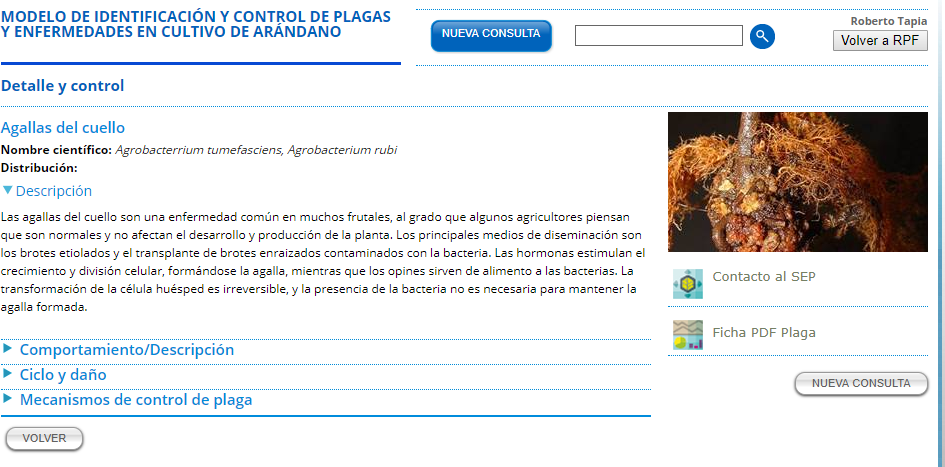 MODELO DE IDENTIFICACIÓN Y CONTROL DE PLAGAS
Y ENFERMEDADES EN CULTIVO DE ARÁNDANO
NUEVA CONSULTA
Roberto Tapia
Volver a RPF
Detalle y control
Agallas del cuello
Nombre científico: Agrobacterrium tumefasciens, Agrobacterium rubi
Distribución:
Descripción
Las agallas del cuello son una enfermedad común en muchos frutales, al grado que algunos agricultores piensan
que son normales y no afectan el desarrollo y producción de la planta. Los principales medios de diseminación son
los brotes etiolados y el transplante de brotes enraizados contaminados con la bacteria. Las hormonas estimulan el
crecimiento y división celular, formándose la agalla, mientras que los opines sirven de alimento a las bacterias. La
transformación de la célula huésped es irreversible, y la presencia de la bacteria no es necesaria para mantener la
agalla formada.
Comportamiento/Descripción
Ciclo y daño
Mecanismos de control de plaga
VOLVER
Contacto al SEP
Ficha PDF Plaga
NUEVA CONSULTA